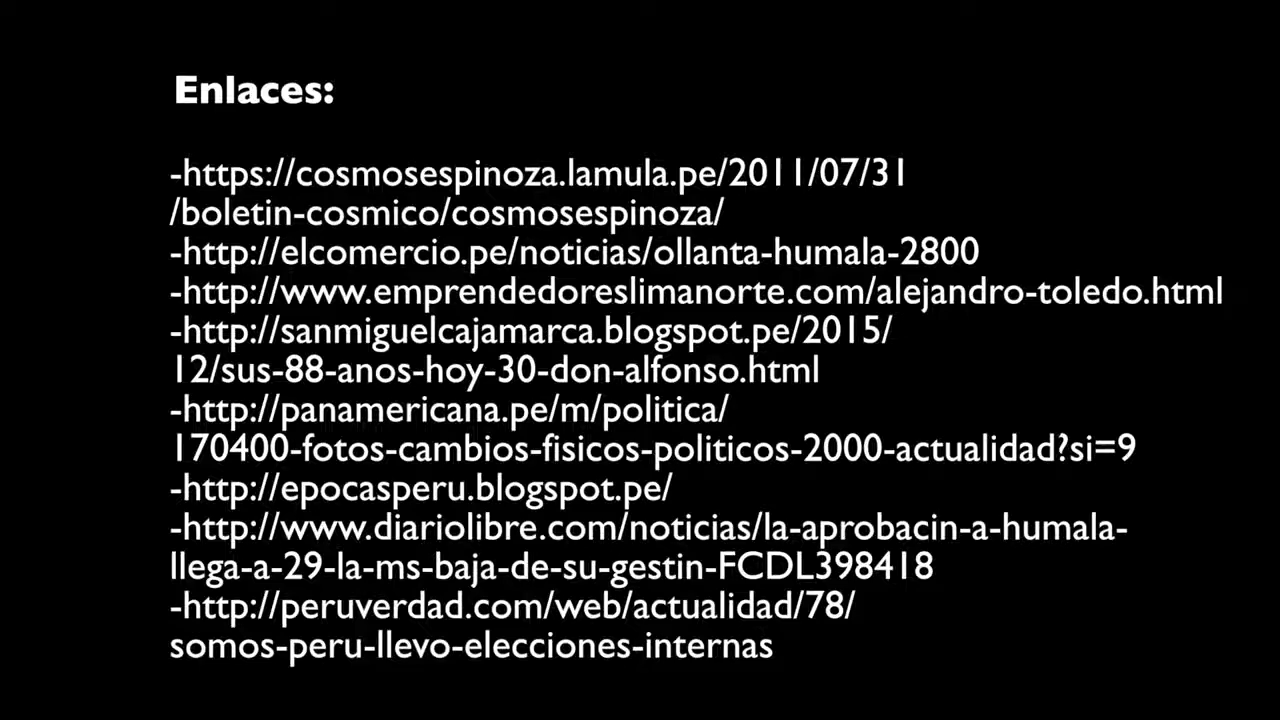 Enlaces:
-https://cosmosespinoza.lamula.pe/2011/07/31
/boletin-cosmico/cosmosespinoza/
-http://elcomercio.pe/noticias/ollanta-humala-2800
-http://www.emprendedoreslimanorte.com/alejandro-toledo.html
-http://sanmiguelcajamarca.blogspot.pe/2015/
12/sus-88-anos-hoy-30-don-alfonso.html
-http://panamericana.pe/m/politica/
170400-fotos-cambios-fisicos-politicos-2000-actualidad?si=9
-http://epocasperu.blogspot.pe/
-http://www.diariolibre.com/noticias/la-aprobacin-a-humala-
llega-a-29-la-ms-baja-de-su-gestin-FCDL398418
-http://peruverdad.com/web/actualidad/78/
somos-peru-llevo-elecciones-internas